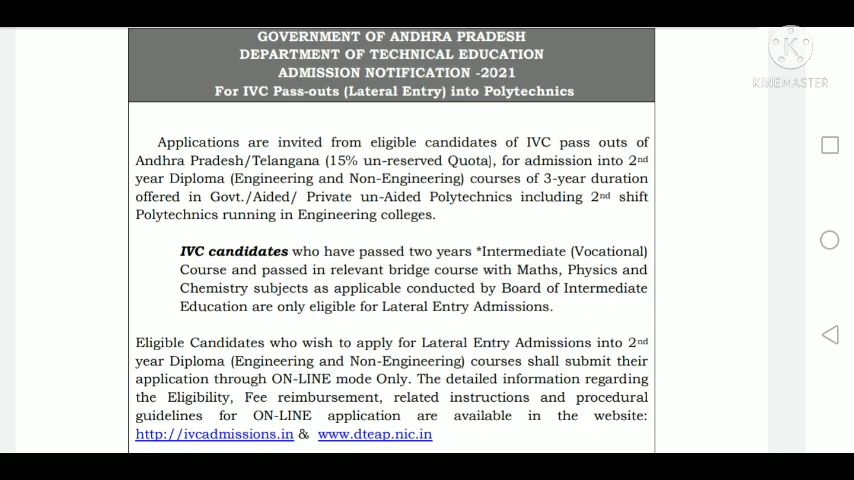 GOVERNMENT OF ANDHRA PRADESH
DEPARTMENT OF TECHNICAL EDUCATION
ADMISSION NOTIFICATION -2021
For IVC Pass-outs (Lateral Entry) into Polytechnics
K
KINEMASTER
Applications are invited from eligible candidates of IVC pass outs of
Andhra Pradesh/Telangana (15% un-reserved Quota), for admission into 2nd
year Diploma (Engineering and Non-Engineering) courses of 3-year duration
offered in Govt./Aided/ Private un-Aided Polytechnics including 2nd shift
Polytechnics running in Engineering colleges.
IVC candidates who have passed two years *Intermediate (Vocational)
Course and passed in relevant bridge course with Maths, Physics and
Chemistry subjects as applicable conducted by Board of Intermediate
Education are only eligible for Lateral Entry Admissions.
Eligible Candidates who wish to apply for Lateral Entry Admissions into 2nd
year Diploma (Engineering and Non-Engineering) courses shall submit their
application through ON-LINE mode Only. The detailed information regarding
the Eligibility, Fee reimbursement, related instructions and procedural
guidelines for ON-LINE application are available in the website:
http://ivcadmissions.in & www.dteap.nic.in